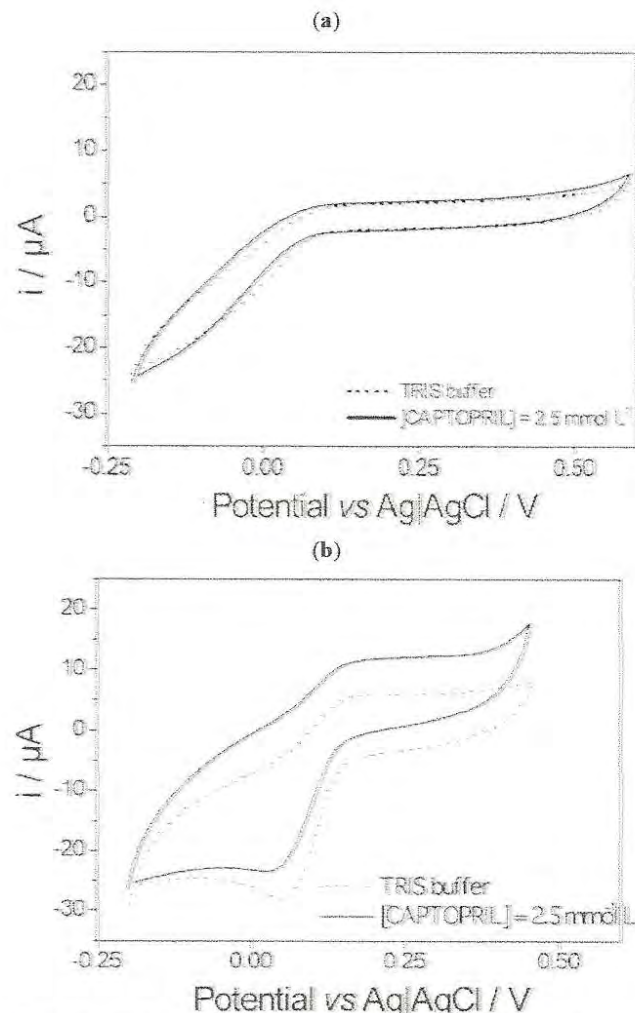 (a)
20
10
0
-10
-20
-30
i / µA
TRIS buffer
[CAPTOPRIL] = 2.5 mmol L⁻¹
-0.25 0.00 0.25 0.50
Potential vs Ag|AgCl / V
(b)
20
10
0
-10
-20
-30
i / µA
TRIS buffer
[CAPTOPRIL] = 2.5 mmol L
-0.25 0.00 0.25 0.50
Potential vs Ag|AgCl / V